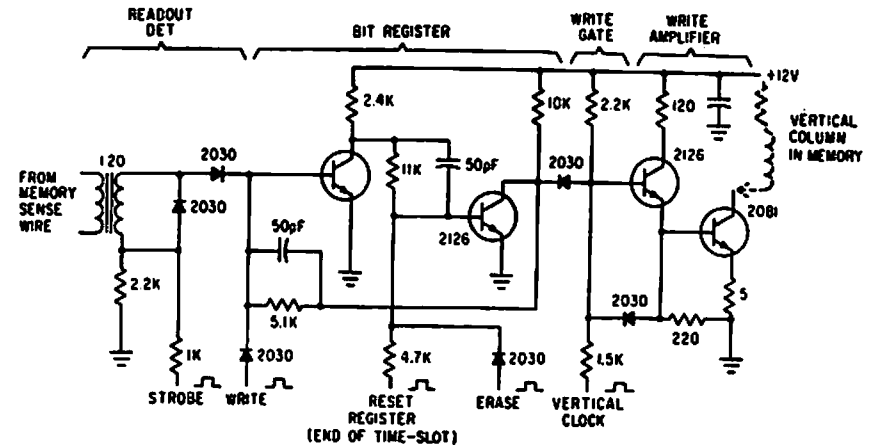 READOUT
DET
BIT REGISTER
WRITE
GATE
WRITE
AMPLIFIER
+12V
2.4K
10K
2.2K
120
VERTICAL
COLUMN
IN MEMORY
120
2030
FROM
MEMORY
SENSE
WIRE
2030
11K
50pF
2030
2126
2081
50pF
2126
2.2K
5.1K
2030
220
5
1K
2030
4.7K
2030
1.5K
STROBE
WRITE
RESET
REGISTER
(END OF TIME-SLOT)
ERASE
VERTICAL
CLOCK